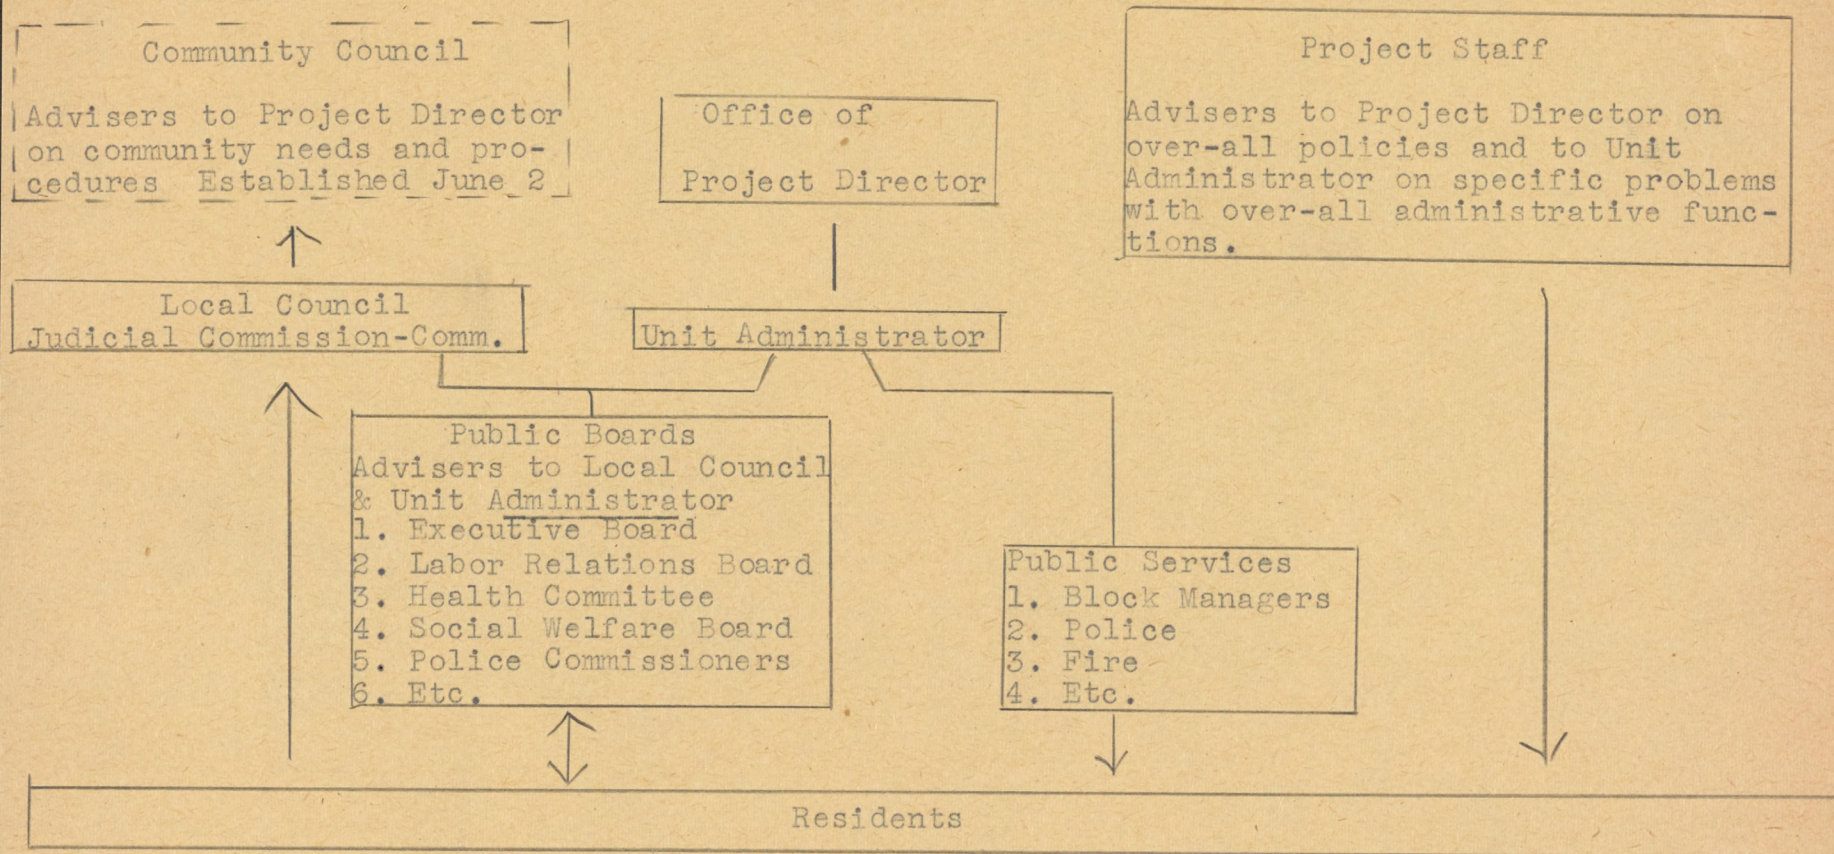 Community Council
Advisers to Project Director
on community needs and pro-
cedures Established June 2
Office of
Project Director
Project Staff
Advisers to Project Director on
over-all policies and to Unit
Administrator on specific problems
with over-all administrative func-
tions.
Local Council
Judicial Commission-Comm.
Unit Administrator
Public Boards
Advisers to Local Council
& Unit Administrator
1. Executive Board
2. Labor Relations Board
3. Health Committee
4. Social Welfare Board
5. Police Commissioners
6. Etc.
Public Services
1. Block Managers
2. Police
3. Fire
4. Etc.
Residents